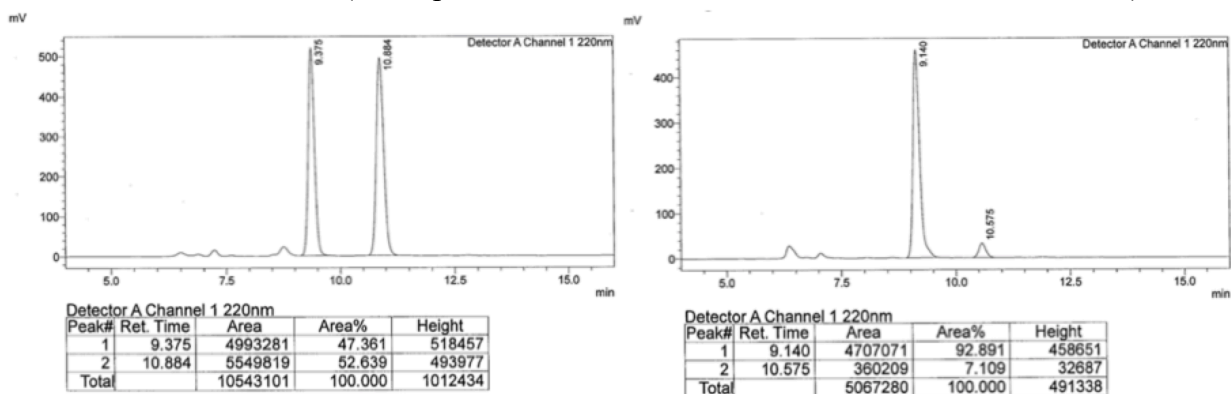 mV
Detector A Channel 1 220nm
500
400
300
200
100
0
9.375
10.884
5.0 7.5 10.0 12.5 15.0
min
Detector A Channel 1 220nm
Peak# Ret. Time Area Area% Height
1 9.375 4993281 47.361 518457
2 10.884 5549819 52.639 493977
Total 10543101 100.000 1012434
mV
Detector A Channel 1 220nm
400
300
200
100
0
9.140
10.575
5.0 7.5 10.0 12.5 15.0
min
Detector A Channel 1 220nm
Peak# Ret. Time Area Area% Height
1 9.140 4707071 92.891 458651
2 10.575 360209 7.109 32687
Total 5067280 100.000 491338